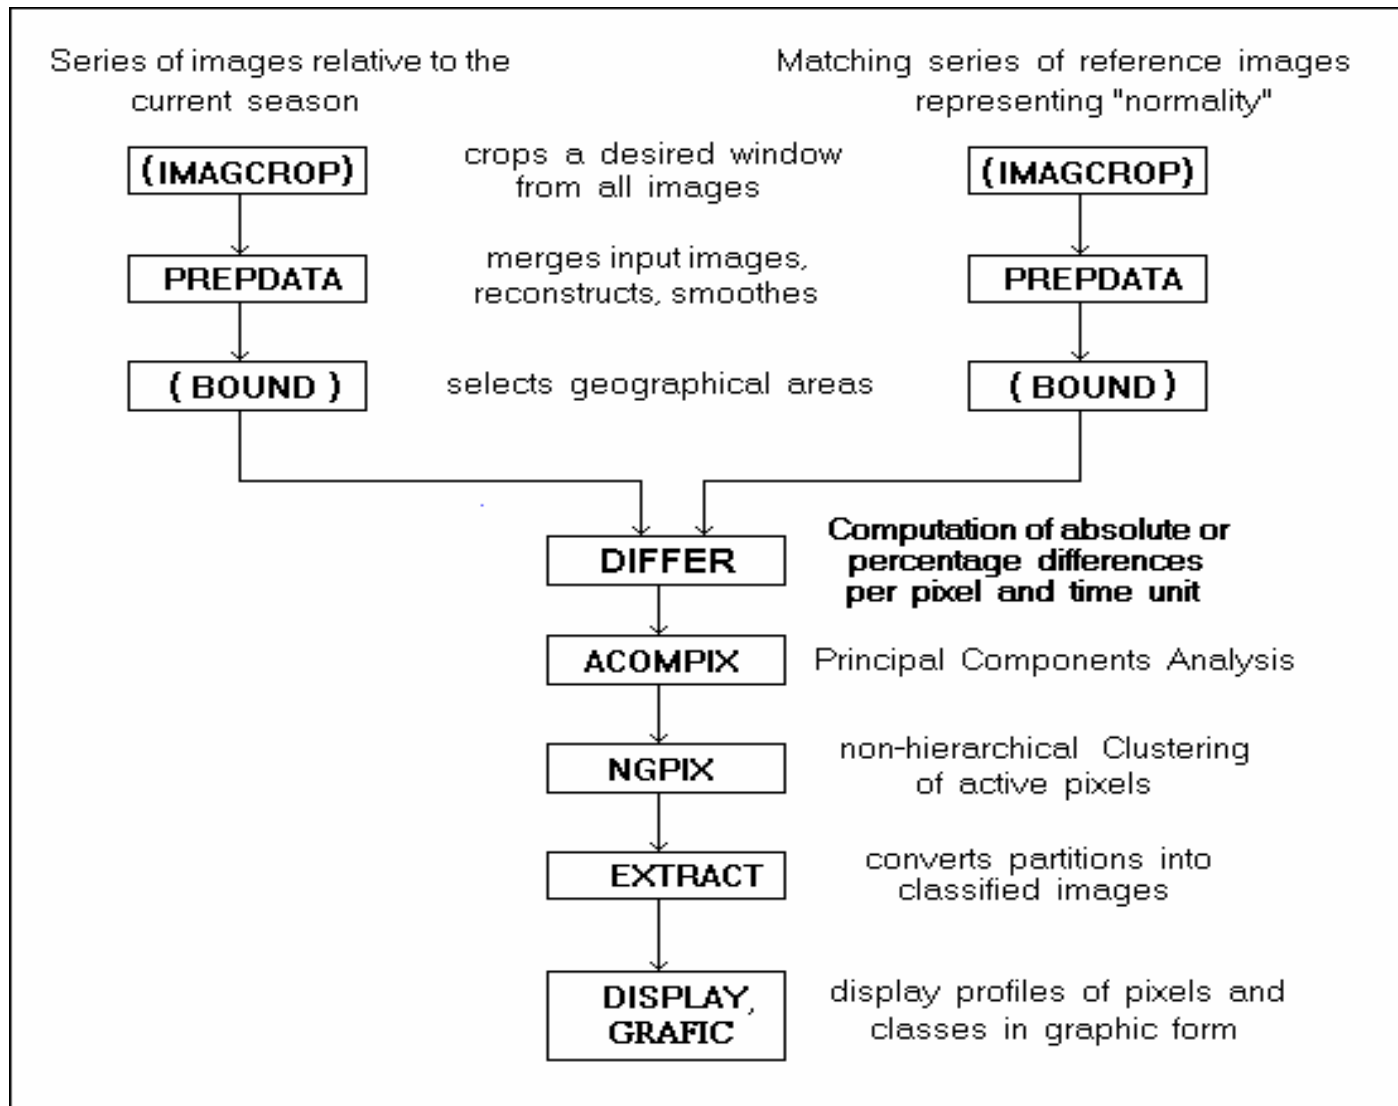 Series of images relative to the
current season
Matching series of reference images
representing "normality"
(IMAGCROP)
crops a desired window
from all images
(IMAGCROP)
PREPDATA
merges input images,
reconstructs, smoothes
PREPDATA
(BOUND)
selects geographical areas
(BOUND)
DIFFER
Computation of absolute or
percentage differences
per pixel and time unit
ACOMPIX
Principal Components Analysis
NGPIX
non-hierarchical Clustering
of active pixels
EXTRACT
converts partitions into
classified images
DISPLAY,
GRAFIC
display profiles of pixels and
classes in graphic form